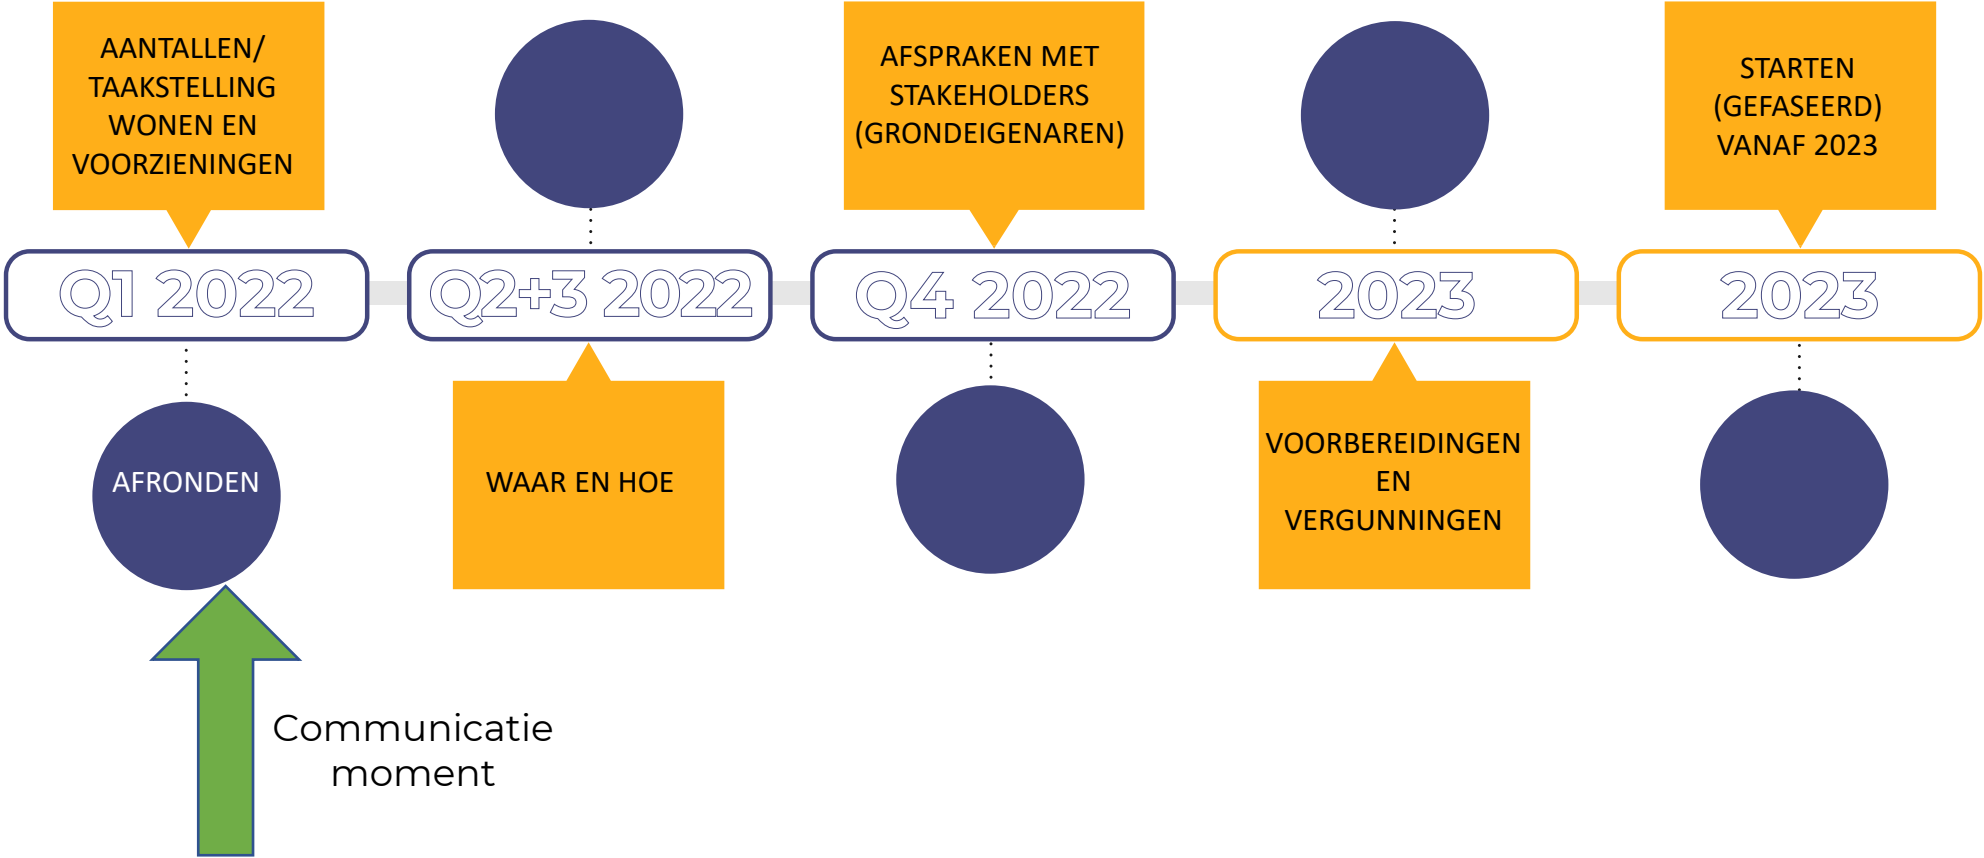 AANTALLEN/
TAAKSTELLING
WONEN EN
VOORZIENINGEN
AFSPRAKEN MET
STAKEHOLDERS
(GRONDEIGENAREN)
STARTEN
(GEFASEERD)
VANAF 2023
Q1 2022
Q2+3 2022
Q4 2022
2023
2023
AFRONDEN
WAAR EN HOE
VOORBEREIDINGEN
EN
VERGUNNINGEN
Communicatie
moment